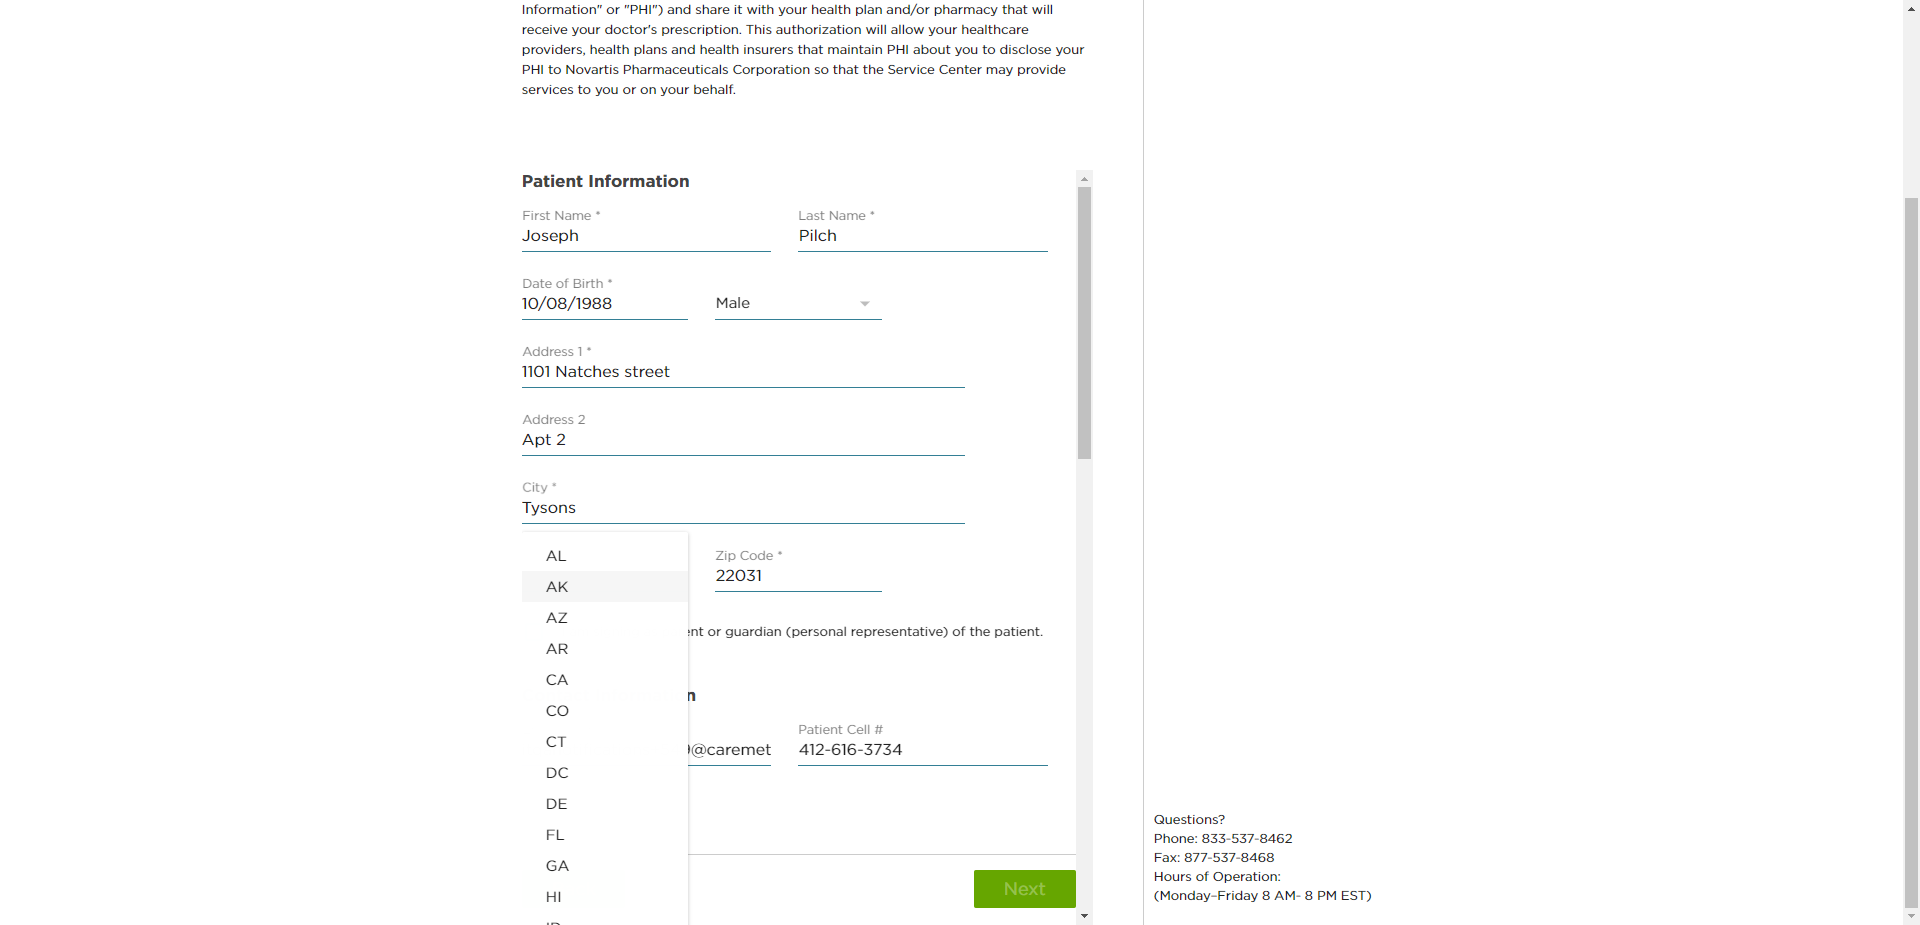 Information" or "PHI") and share it with your health plan and/or pharmacy that will
receive your doctor's prescription. This authorization will allow your healthcare
providers, health plans and health insurers that maintain PHI about you to disclose your
PHI to Novartis Pharmaceuticals Corporation so that the Service Center may provide
services to you or on your behalf.
Patient Information
First Name * Last Name *
Joseph Pilch
Date of Birth *
10/08/1988 Male
Address 1 *
1101 Natches street
Address 2
Apt 2
City *
Tysons
AL Zip Code *
AK 22031
AZ
ent or guardian (personal representative) of the patient.
AR
CA
n
CO
Patient Cell #
CT
9@caremet 412-616-3734
DC
DE
FL
GA
Next
HI
Questions?
Phone: 833-537-8462
Fax: 877-537-8468
Hours of Operation:
(Monday–Friday 8 AM- 8 PM EST)